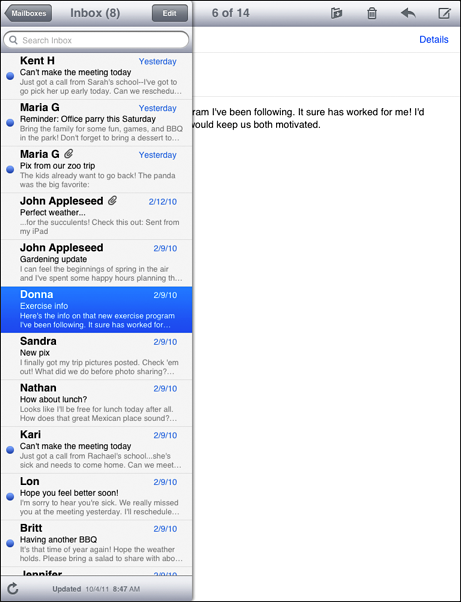 Mailboxes
Inbox (8)
Edit
6 of 14
Search Inbox
Details
Kent H
Yesterday
Can't make the meeting today
Just got a call from Sarah's school--I've got to
go pick her up early today. Can we reschedu...
Maria G
Yesterday
Reminder: Office parry this Saturday
Bring the family for some fun, games, and BBQ
in the park! Don't forget to bring a dessert to...
Maria G
Yesterday
Pix from our zoo trip
The kids already want to go back! The panda
was the big favorite:
John Appleseed
2/12/10
Perfect weather...
...for the succulents! Check this out: Sent from
my iPad
John Appleseed
2/9/10
Gardening update
I can feel the beginnings of spring in the air
and I've spent some happy hours planning th...
Donna
2/9/10
Exercise info
Here's the info on that new exercise program
I've been following. It sure has worked for...
Sandra
2/9/10
New pix
I finally got my trip pictures posted. Check 'em
out! What did we do before photo sharing?...
Nathan
2/9/10
How about lunch?
Looks like I'll be free for lunch today after all.
How does that great Mexican place sound?...
Kari
2/9/10
Can't make the meeting today
Just got a call from Rachael's school...she's
sick and needs to come home. Can we meet...
Lon
2/9/10
Hope you feel better soon!
I'm sorry to hear you're sick. We really missed
you at the meeting yesterday. I'll reschedule...
Britt
2/9/10
Having another BBQ
It's that time of year again! Hope the weather
holds. Please bring a salad to share with abo...
Jennifer
2/9/10
Updated 10/4/11 8:47 AM
ram I've been following. It sure has worked for me! I'd
ould keep us both motivated.